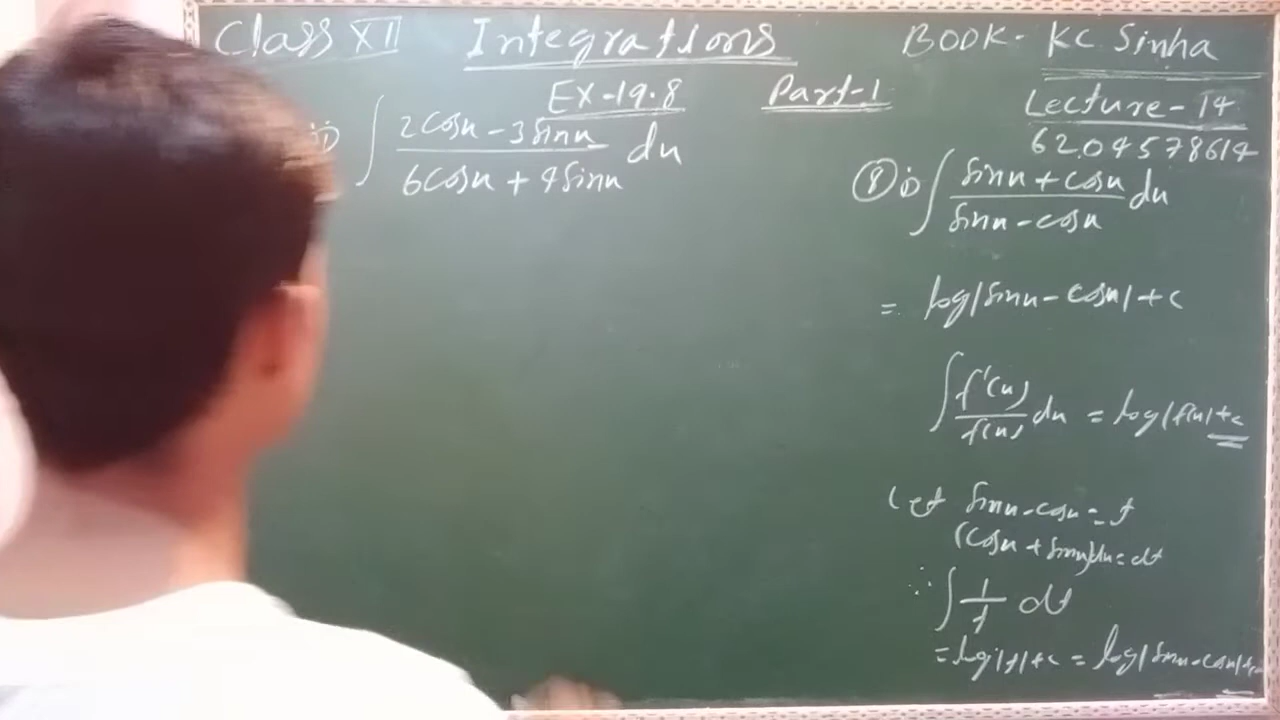 Class XII Integrations BOOK- KC Sinha
EX-19.8 Part-1 Lecture-14
6204578614
ii) ∫ (2cosx - 3sinx)/(6cosx + 4sinx) dx
(8) i) ∫ (sinx + cosx)/(sinx - cosx) dx
= log|sinx - cosx| + c
∫ f'(x)/f(x) dx = log|f(x)|+c
Let sinx - cosx = t
(cosx + sinx)dx = dt
∴ ∫ 1/t dt
= log|t|+c = log|sinx-cosx|+c